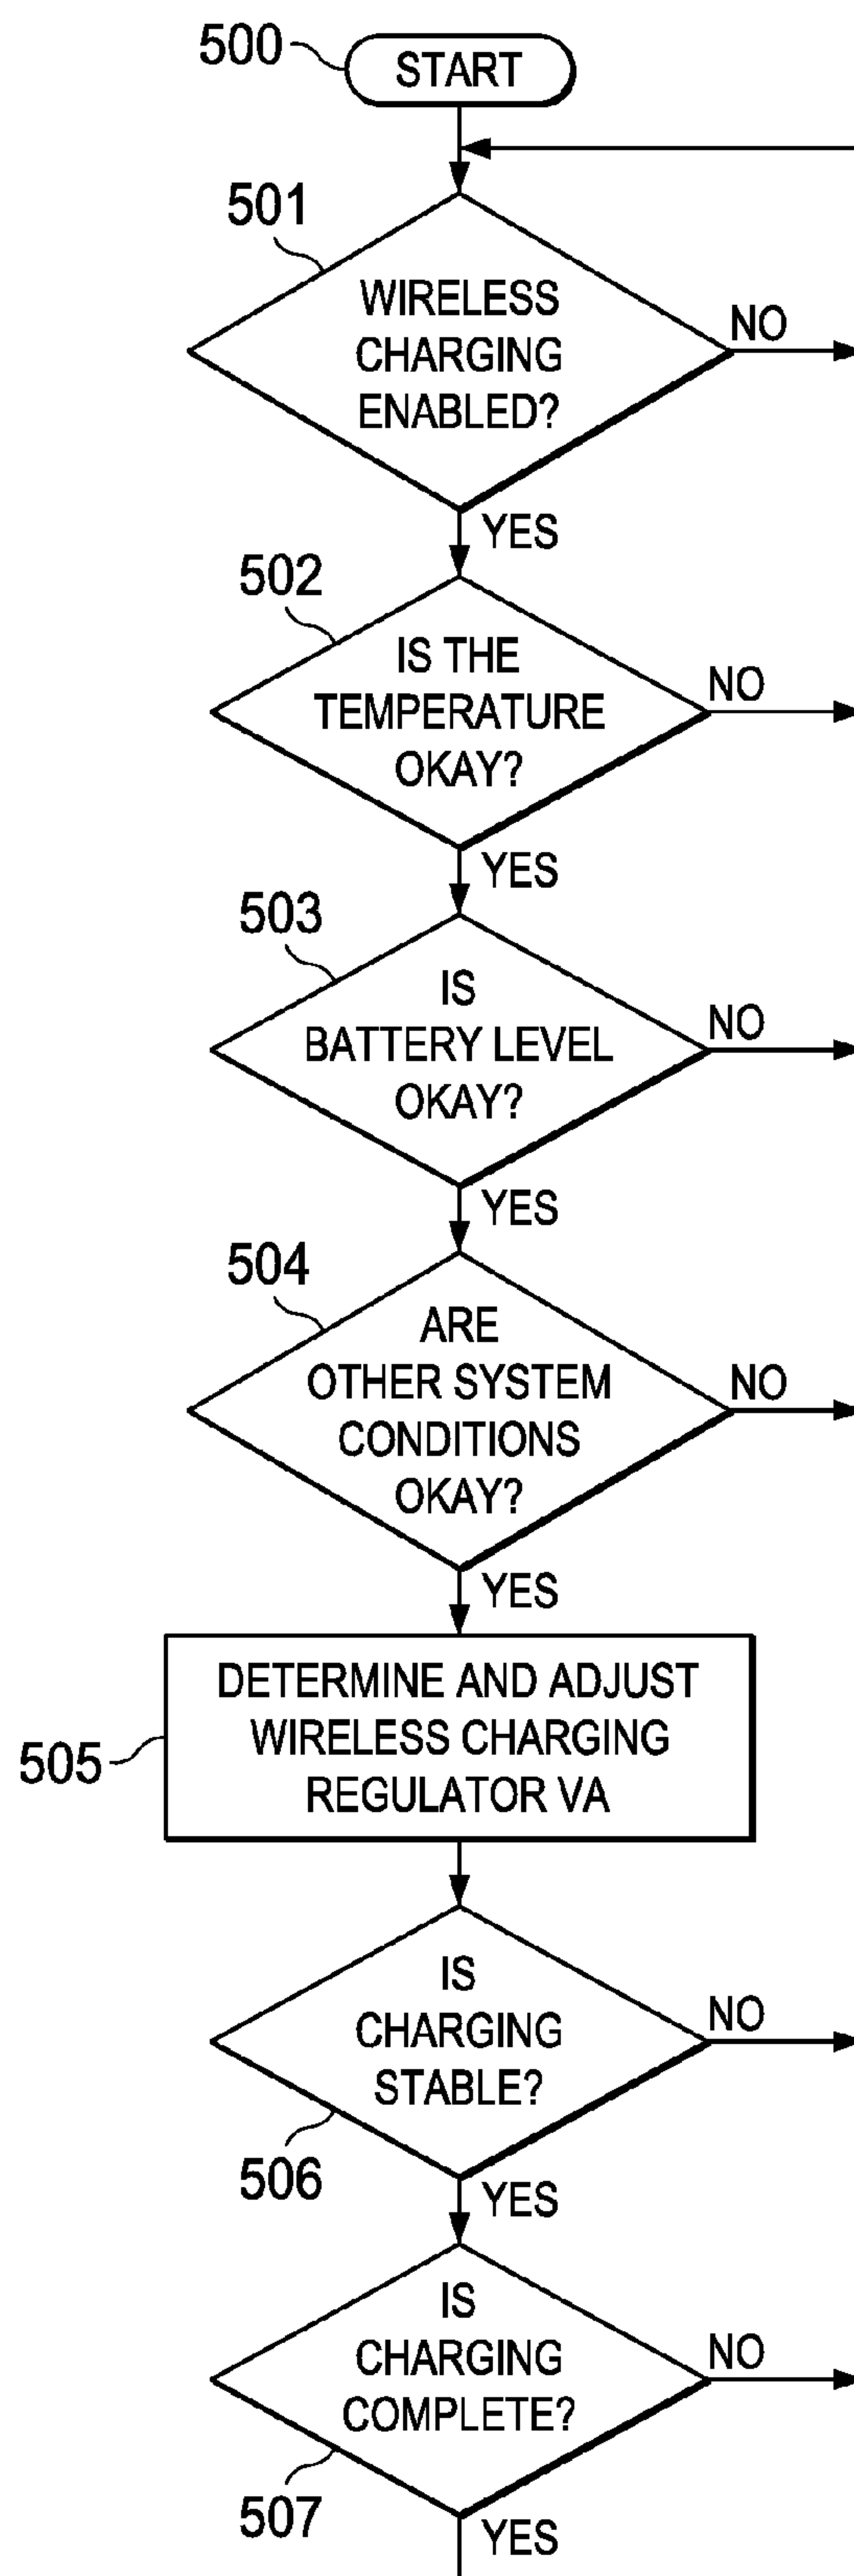 500
START
501
WIRELESS
CHARGING
ENABLED?
NO
YES
502
IS THE
TEMPERATURE
OKAY?
NO
YES
503
IS
BATTERY LEVEL
OKAY?
NO
YES
504
ARE
OTHER SYSTEM
CONDITIONS
OKAY?
NO
YES
DETERMINE AND ADJUST
WIRELESS CHARGING
REGULATOR VA
505
IS
CHARGING
STABLE?
NO
506
YES
IS
CHARGING
COMPLETE?
NO
507
YES